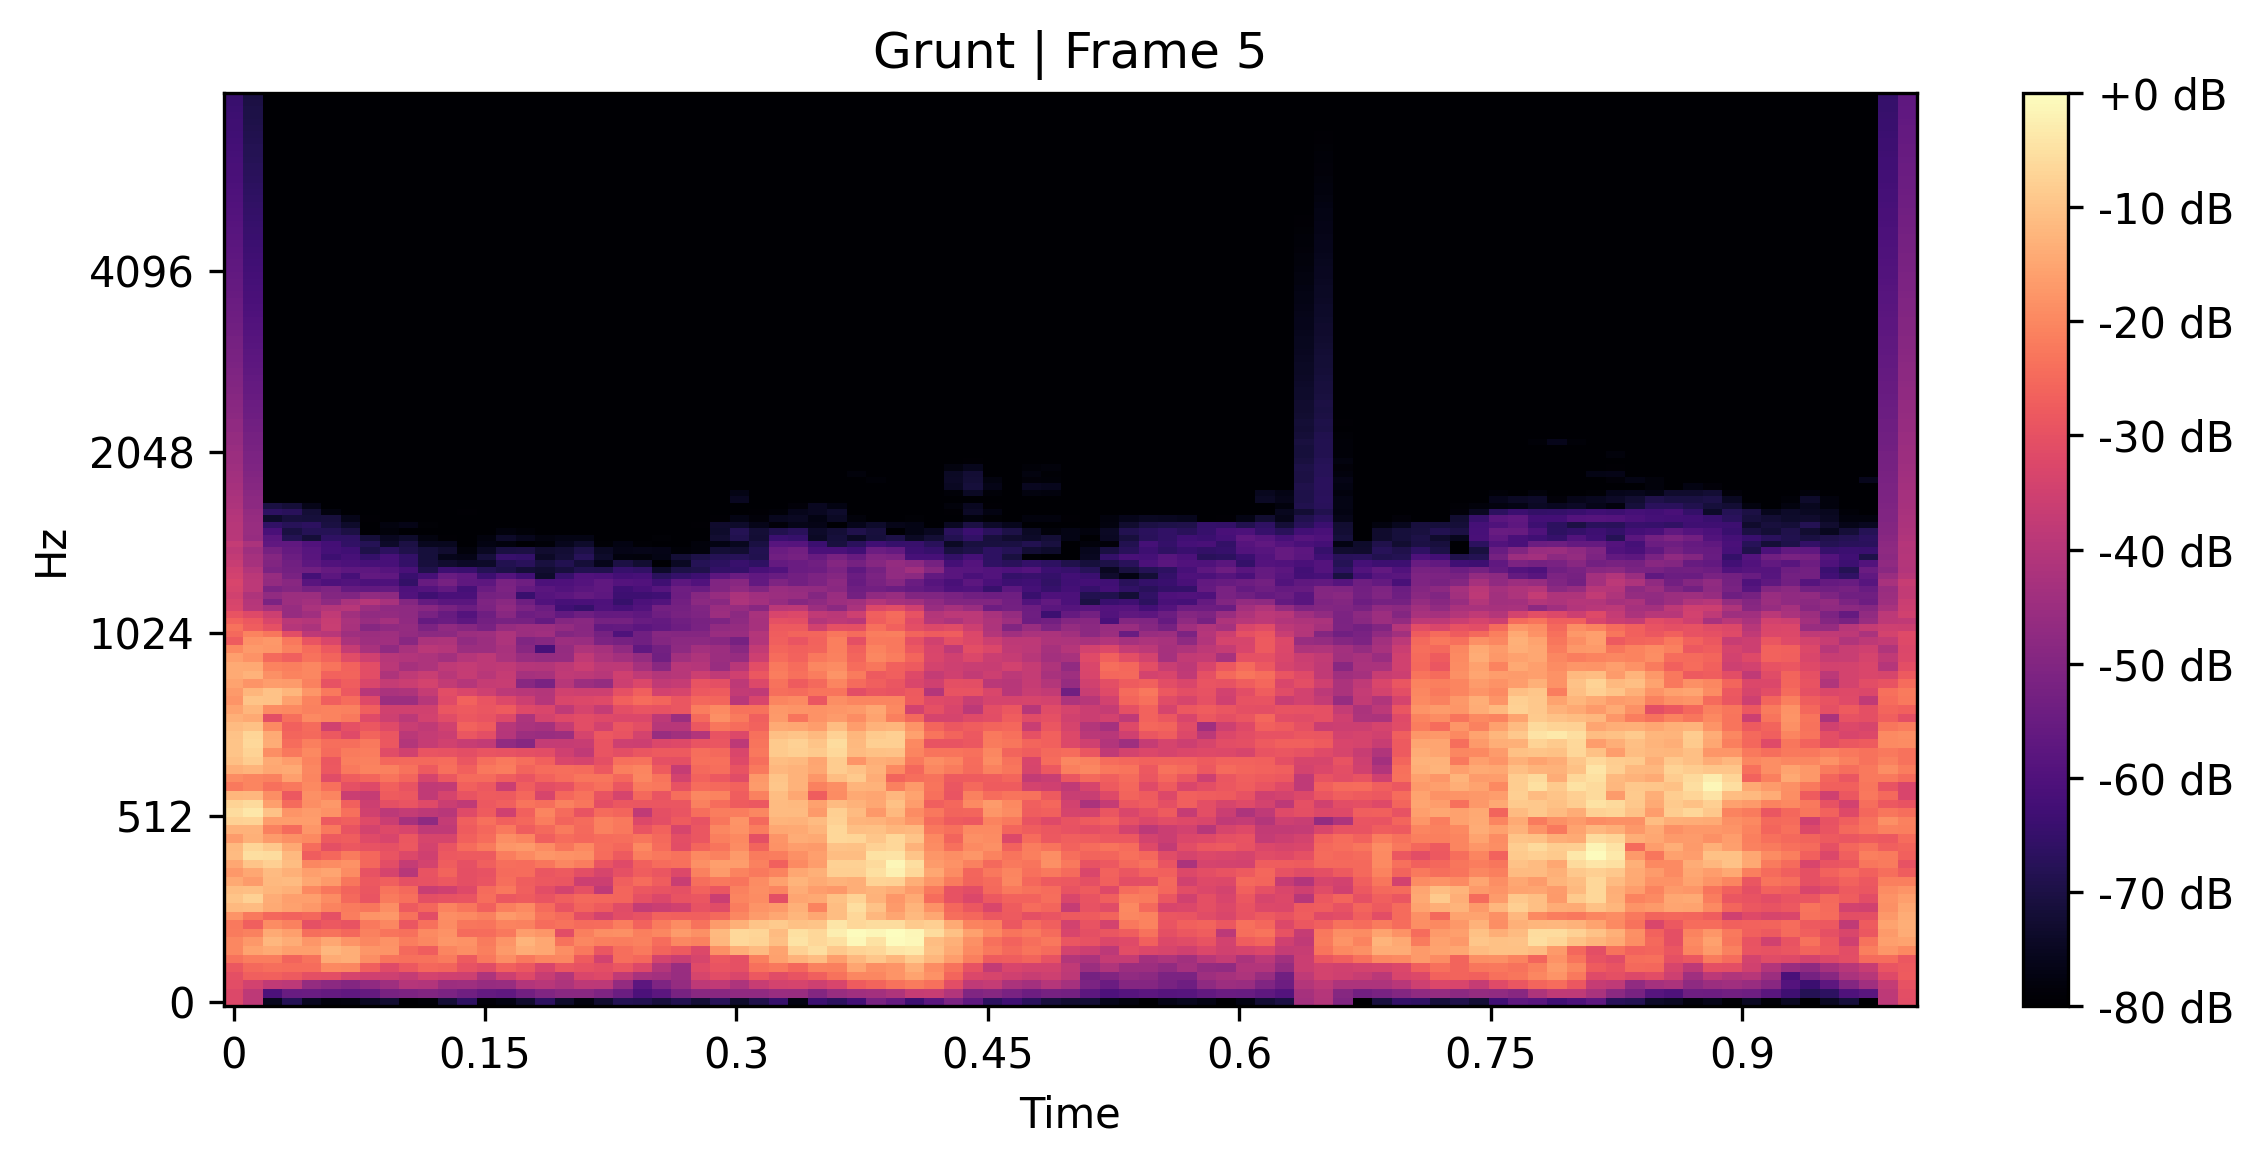 Grunt | Frame 5
Hz
4096
2048
1024
512
0
0 0.15 0.3 0.45 0.6 0.75 0.9
Time
+0 dB
-10 dB
-20 dB
-30 dB
-40 dB
-50 dB
-60 dB
-70 dB
-80 dB